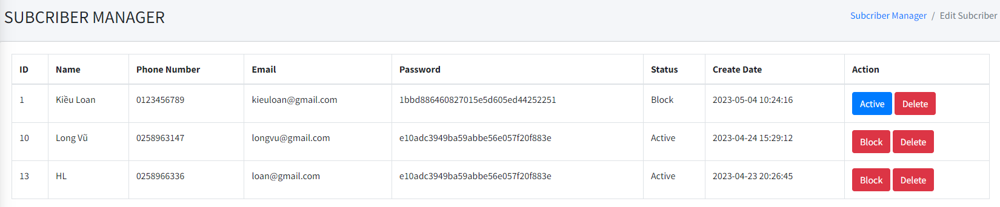 SUBCRIBER MANAGER
Subcriber Manager / Edit Subcriber
ID Name Phone Number Email Password Status Create Date Action
1 Kiều Loan 0123456789 kieuloan@gmail.com 1bbd886460827015e5d605ed44252251 Block 2023-05-04 10:24:16 Active Delete
10 Long Vũ 0258963147 longvu@gmail.com e10adc3949ba59abbe56e057f20f883e Active 2023-04-24 15:29:12 Block Delete
13 HL 0258966336 loan@gmail.com e10adc3949ba59abbe56e057f20f883e Active 2023-04-23 20:26:45 Block Delete